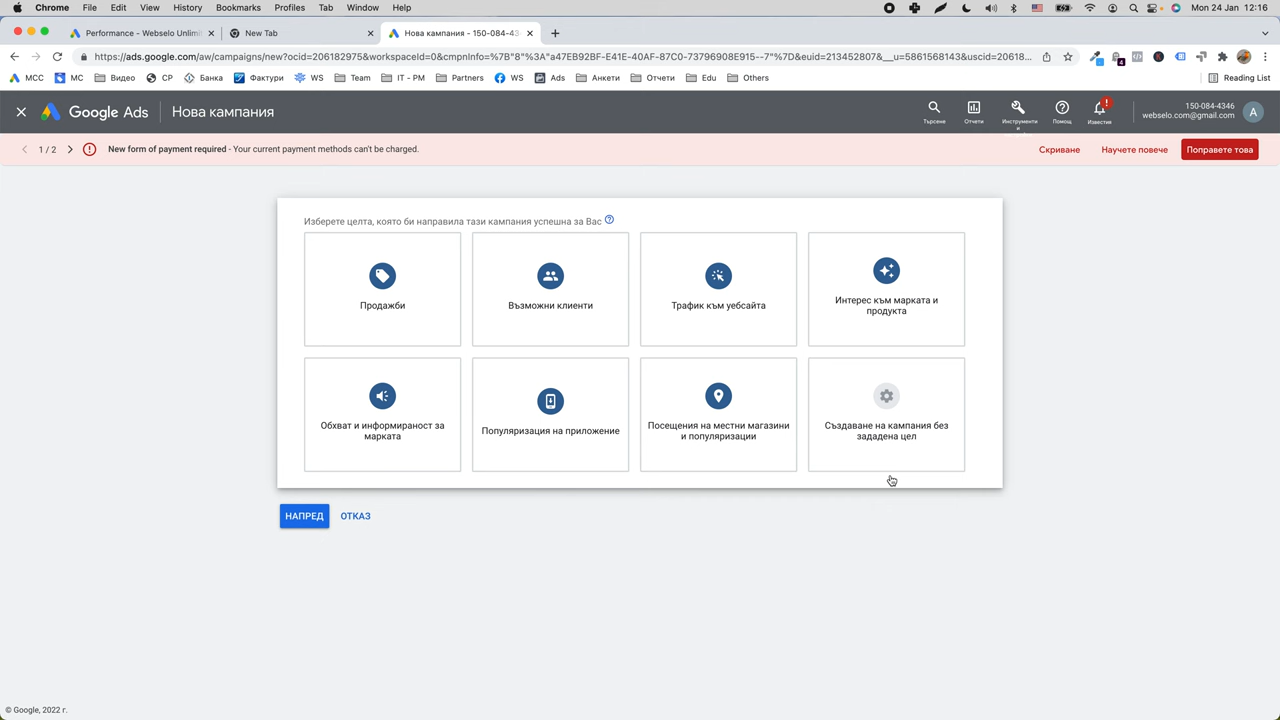 Chrome File Edit View History Bookmarks Profiles Tab Window Help Mon 24 Jan 12:16
Performance - Webselo Unlimi New Tab Нова кампания - 150-084-43
https://ads.google.com/aw/campaigns/new?ocid=206182975&workspaceId=0&cmpnInfo=%7B"8"%3A"a47EB92BF-E41E-40AF-87C0-73796908E915--7"%7D&euid=213452807&__u=5861568143&uscid=20618...
4
МСС МС Видео СР Банка Фактури WS Team IT - PM Partners WS Ads Анкети Отчети Edu Others Reading List
Google Ads Нова кампания
Търсене Отчети Инструменти и Помощ Известия
!
150-084-4346
webselo.com@gmail.com
A
1 / 2 New form of payment required - Your current payment methods can't be charged. Скриване Научете повече Поправете това
Изберете целта, която би направила тази кампания успешна за Вас
Продажби
Възможни клиенти
Трафик към уебсайта
Интерес към марката и
продукта
Обхват и информираност за
марката
Популяризация на приложение
Посещения на местни магазини
и популяризации
Създаване на кампания без
зададена цел
НАПРЕД ОТКАЗ
© Google, 2022 г.